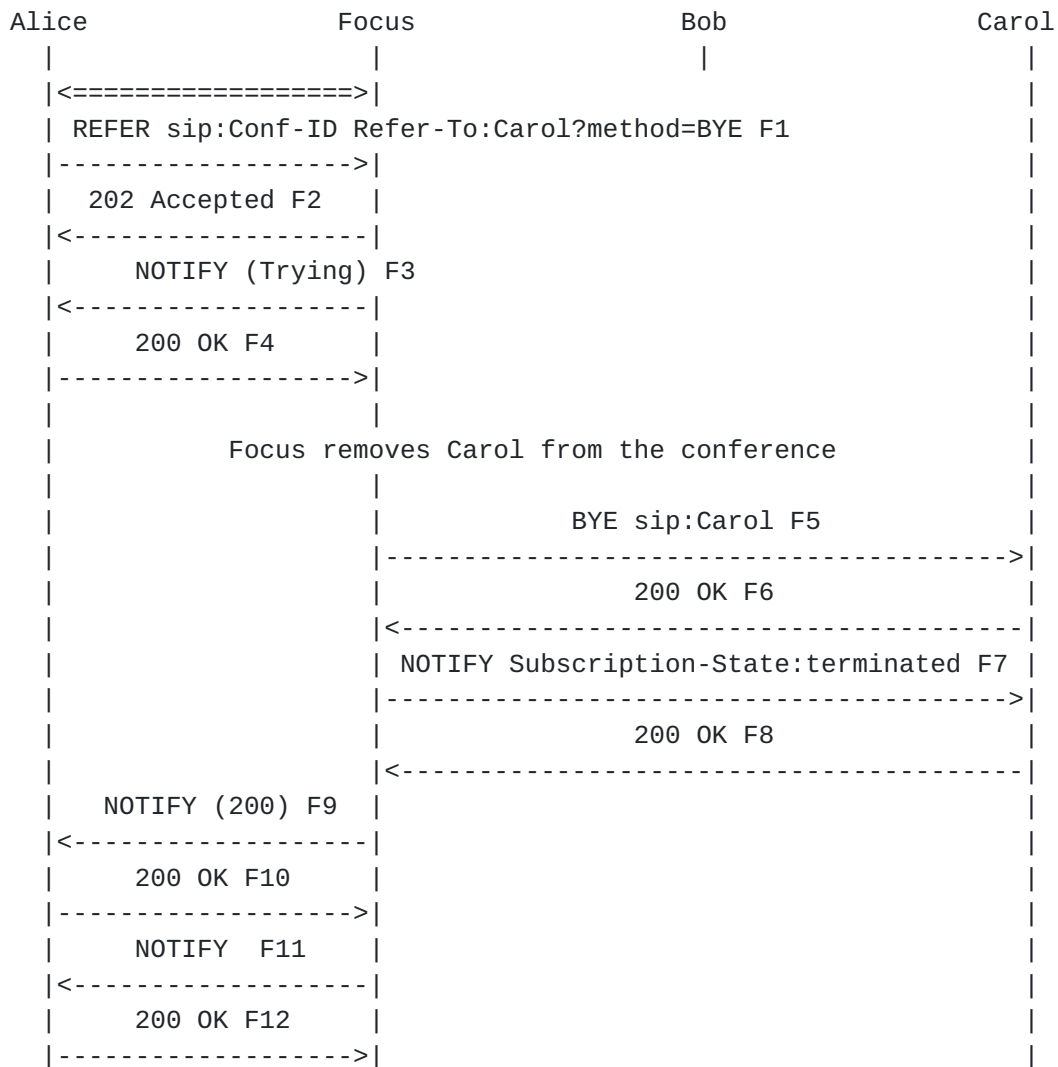 Alice Focus Bob Carol
|<==================>|
| REFER sip:Conf-ID Refer-To:Carol?method=BYE F1 |
|------------------->|
| 202 Accepted F2 |
|<-------------------|
| NOTIFY (Trying) F3 |
|<-------------------|
| 200 OK F4 |
|------------------->|
| Focus removes Carol from the conference |
| | BYE sip:Carol F5 |
| |---------------------------------------->|
| | 200 OK F6 |
| |<----------------------------------------|
| | NOTIFY Subscription-State:terminated F7 |
| |---------------------------------------->|
| | 200 OK F8 |
| |<----------------------------------------|
| NOTIFY (200) F9 |
|<-------------------|
| 200 OK F10 |
|------------------->|
| NOTIFY F11 |
|<-------------------|
| 200 OK F12 |
|------------------->|